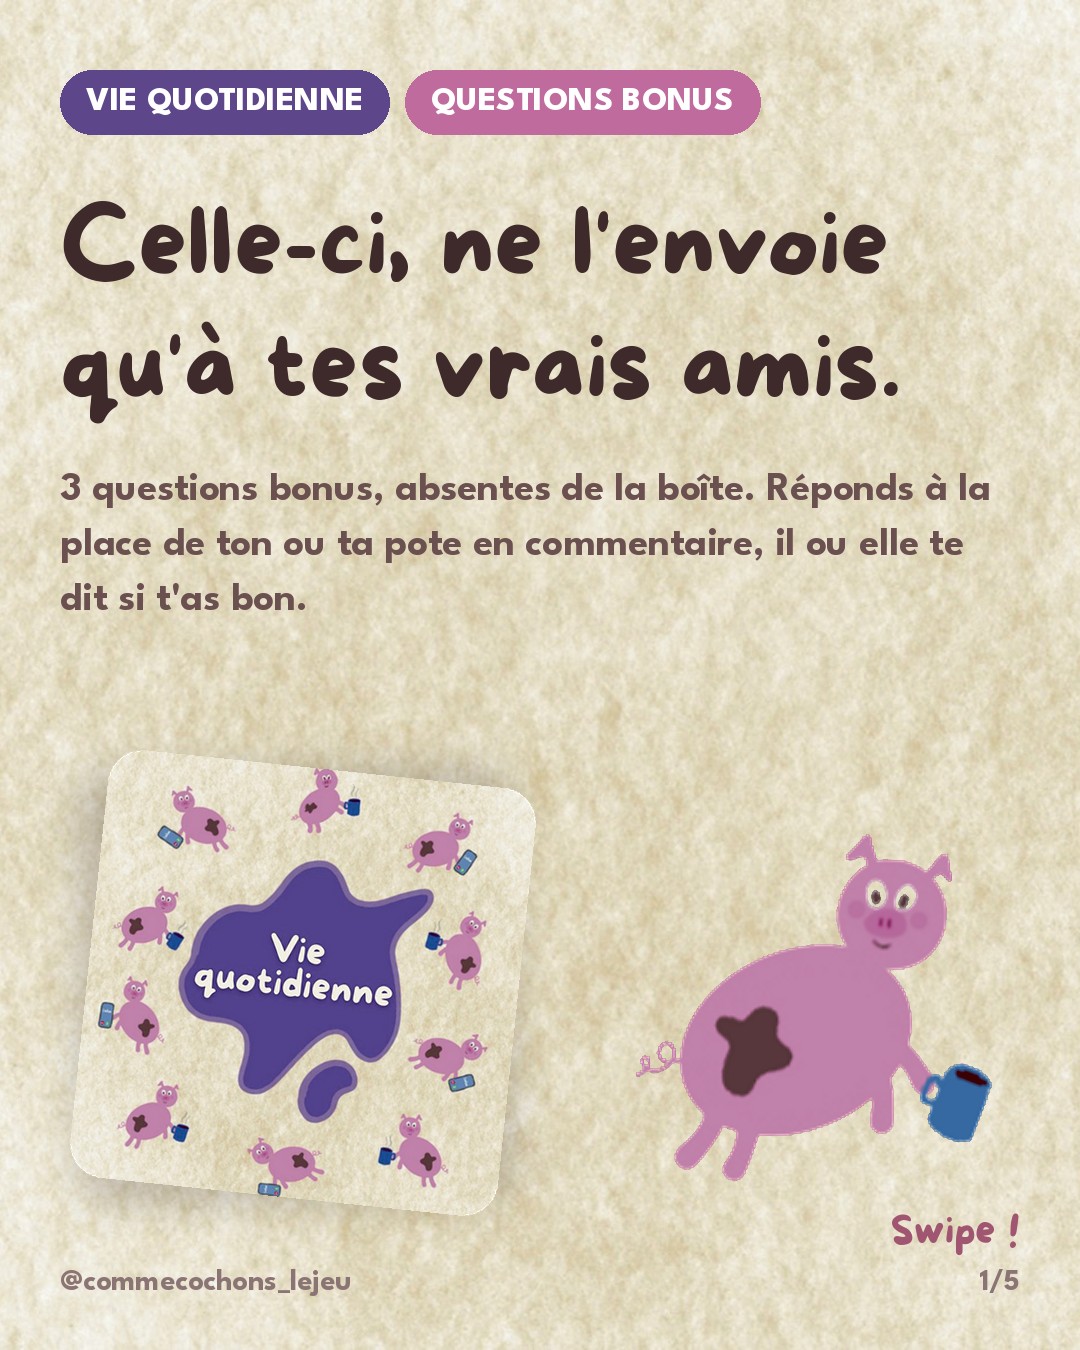 VIE QUOTIDIENNE QUESTIONS BONUS
Celle-ci, ne l'envoie
qu'à tes vrais amis.
3 questions bonus, absentes de la boîte. Réponds à la
place de ton ou ta pote en commentaire, il ou elle te
dit si t'as bon.
Vie
quotidienne
Swipe !
@commecochons_lejeu 1/5